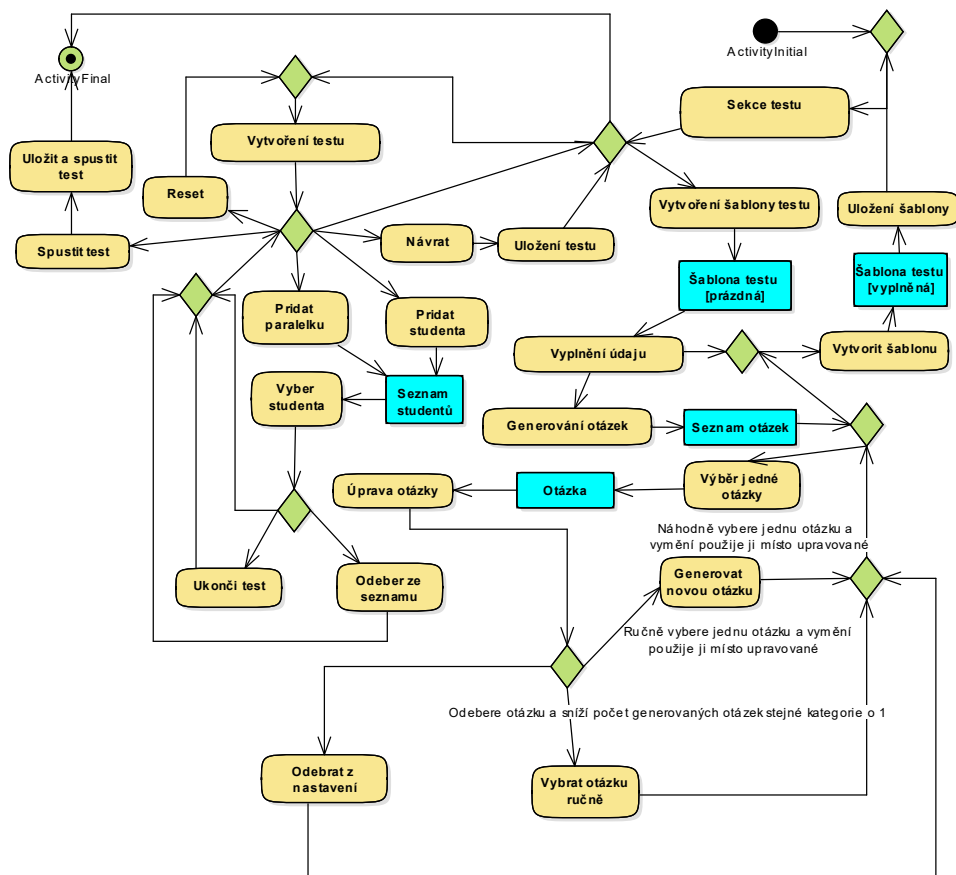 ActivityInitial
ActivityFinal
Sekce testu
Vytvoření testu
Uložit a spustit
test
Reset
Vytvoření šablony testu
Uložení šablony
Spustit test
Návrat
Uložení testu
Šablona testu
[prázdná]
Šablona testu
[vyplněná]
Pridat
paralelku
Pridat
studenta
Vyplnění údaju
Vytvorit šablonu
Vyber
studenta
Seznam
studentů
Generování otázek
Seznam otázek
Úprava otázky
Otázka
Výběr jedné
otázky
Náhodně vybere jednu otázku a
vymění použije ji místo upravované
Ukonči test
Odeber ze
seznamu
Generovat
novou otázku
Ručně vybere jednu otázku a vymění
použije ji místo upravované
Odebere otázku a sníží počet generovaných otázek stejné kategorie o 1
Odebrat z
nastavení
Vybrat otázku
ručně